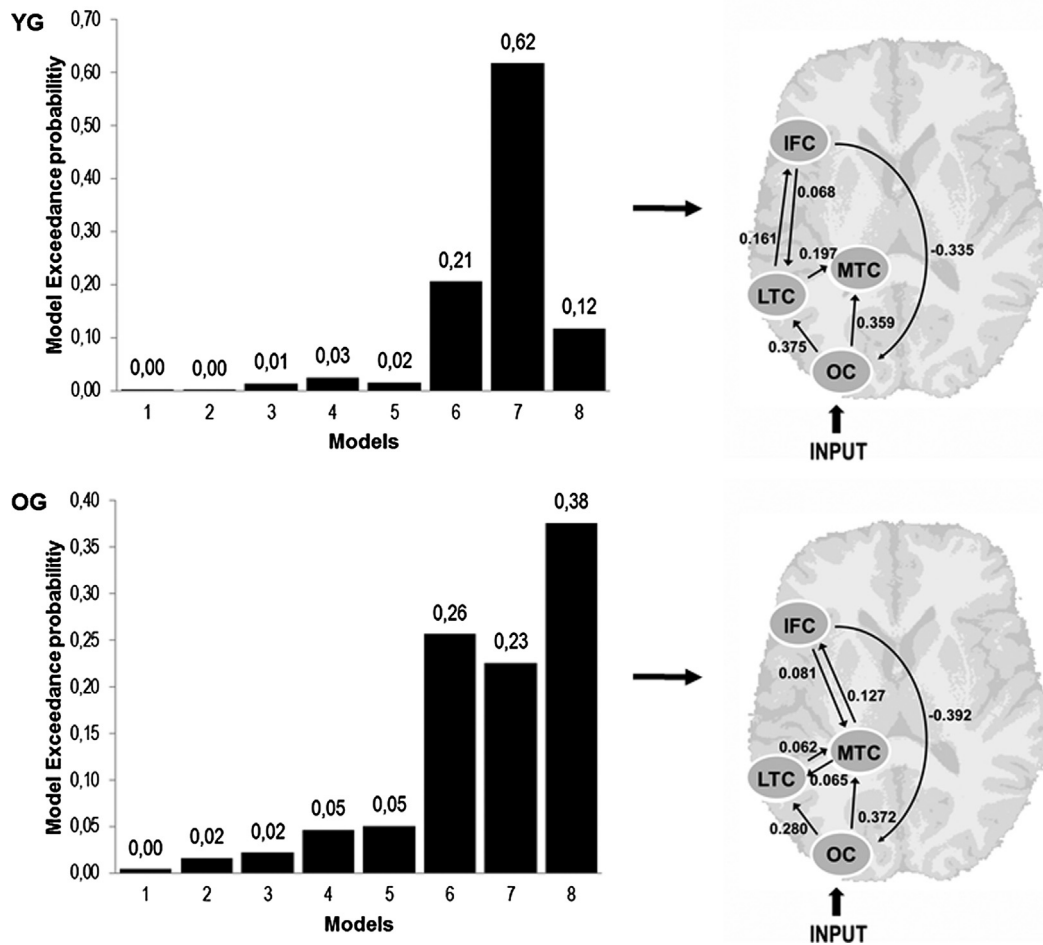 YG
Model Exceedance probabilitiy
0,70
0,60
0,50
0,40
0,30
0,20
0,10
0,00
0,00 0,00 0,01 0,03 0,02 0,21 0,62 0,12
1 2 3 4 5 6 7 8
Models
IFC
0.068
0.161
0.197
-0.335
MTC
LTC
0.359
0.375
OC
INPUT
OG
Model Exceedance probabilitiy
0,40
0,35
0,30
0,25
0,20
0,15
0,10
0,05
0,00
0,00 0,02 0,02 0,05 0,05 0,26 0,23 0,38
1 2 3 4 5 6 7 8
Models
IFC
0.081
0.127
-0.392
0.062
MTC
LTC
0.065
0.280
0.372
OC
INPUT